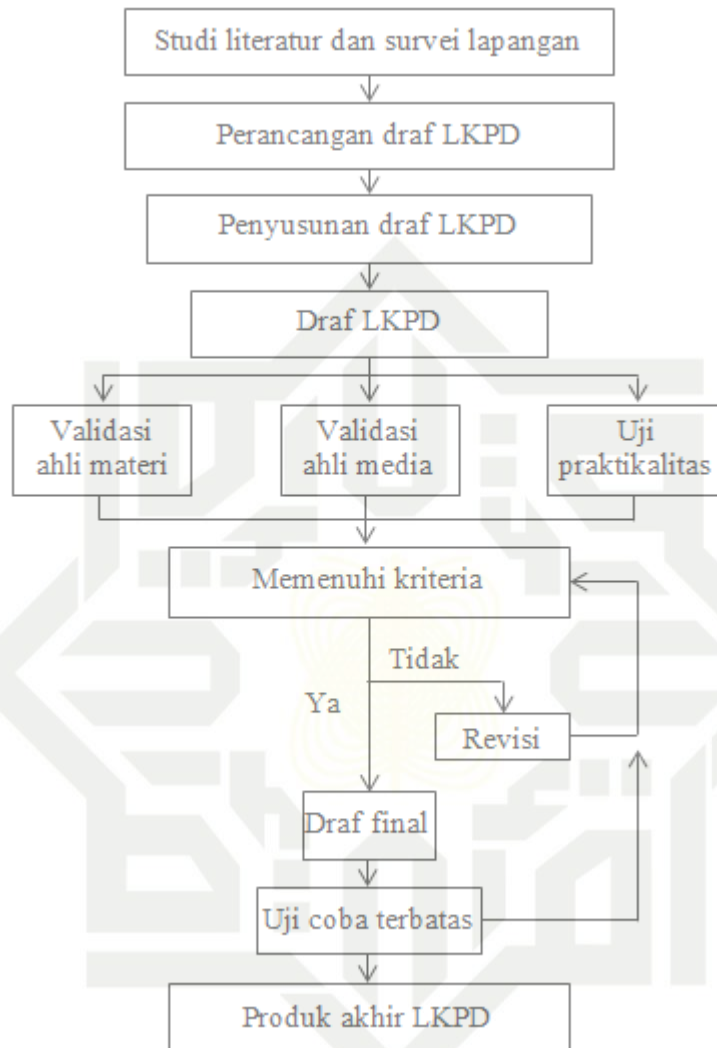 Studi literatur dan survei lapangan
Perancangan draf LKPD
Penyusunan draf LKPD
Draf LKPD
Validasi
ahli materi
Validasi
ahli media
Uji
praktikalitas
Memenuhi kriteria
Tidak
Ya
Revisi
Draf final
Uji coba terbatas
Produk akhir LKPD